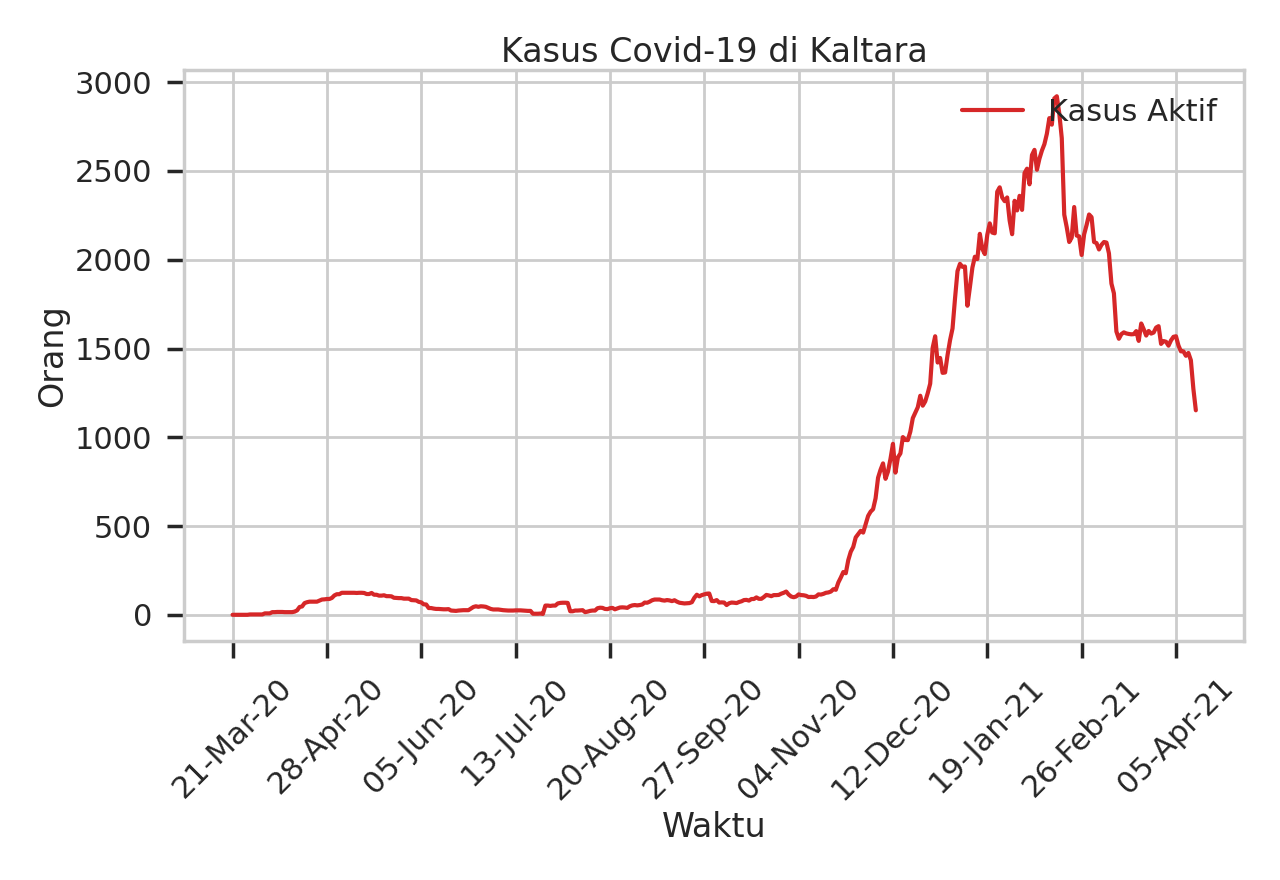 Kasus Covid-19 di Kaltara
Kasus Aktif
Orang
3000
2500
2000
1500
1000
500
0
21-Mar-20
28-Apr-20
05-Jun-20
13-Jul-20
20-Aug-20
27-Sep-20
04-Nov-20
12-Dec-20
19-Jan-21
26-Feb-21
05-Apr-21
Waktu